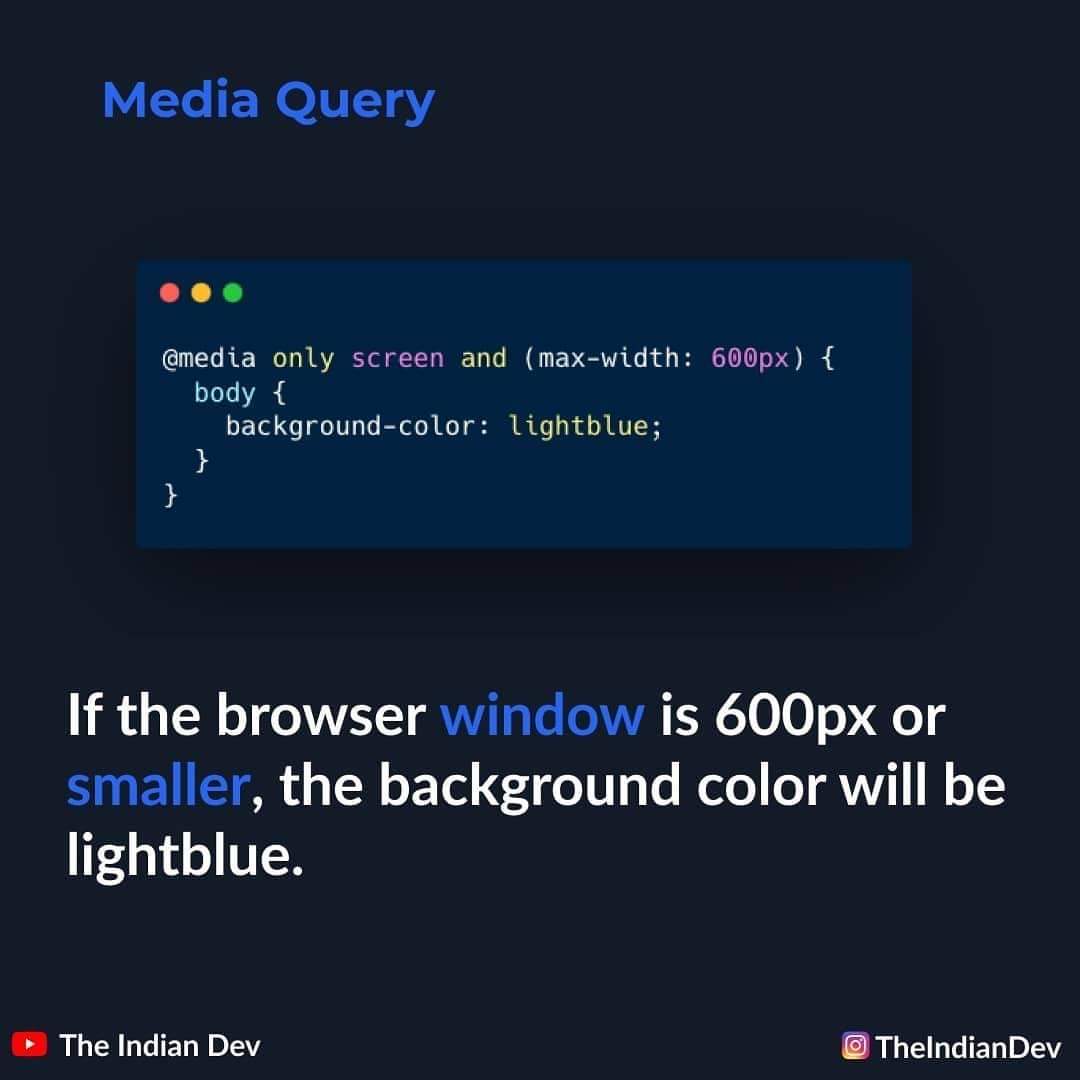 Media Query
@media only screen and (max-width: 600px) {
  body {
    background-color: lightblue;
  }
}
If the browser window is 600px or
smaller, the background color will be
lightblue.
The Indian Dev
TheIndianDev